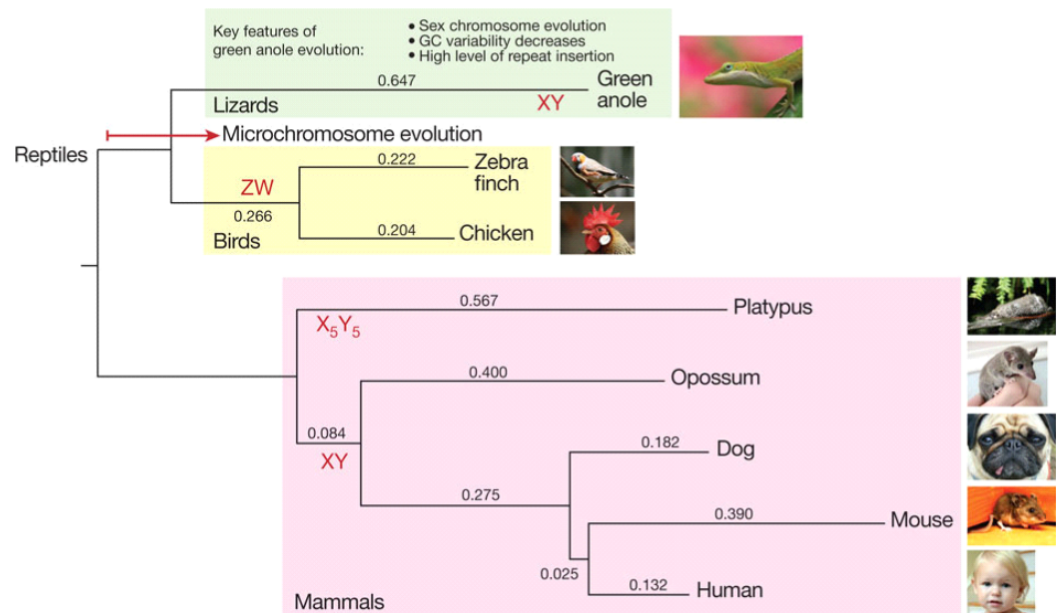 Key features of
green anole evolution:
• Sex chromosome evolution
• GC variability decreases
• High level of repeat insertion
0.647
Green
anole
XY
Lizards
Microchromosome evolution
Reptiles
0.222
Zebra
finch
ZW
0.266
0.204
Chicken
Birds
0.567
Platypus
X₅Y₅
0.400
Opossum
0.084
XY
0.182
Dog
0.275
0.390
Mouse
0.025
0.132
Human
Mammals